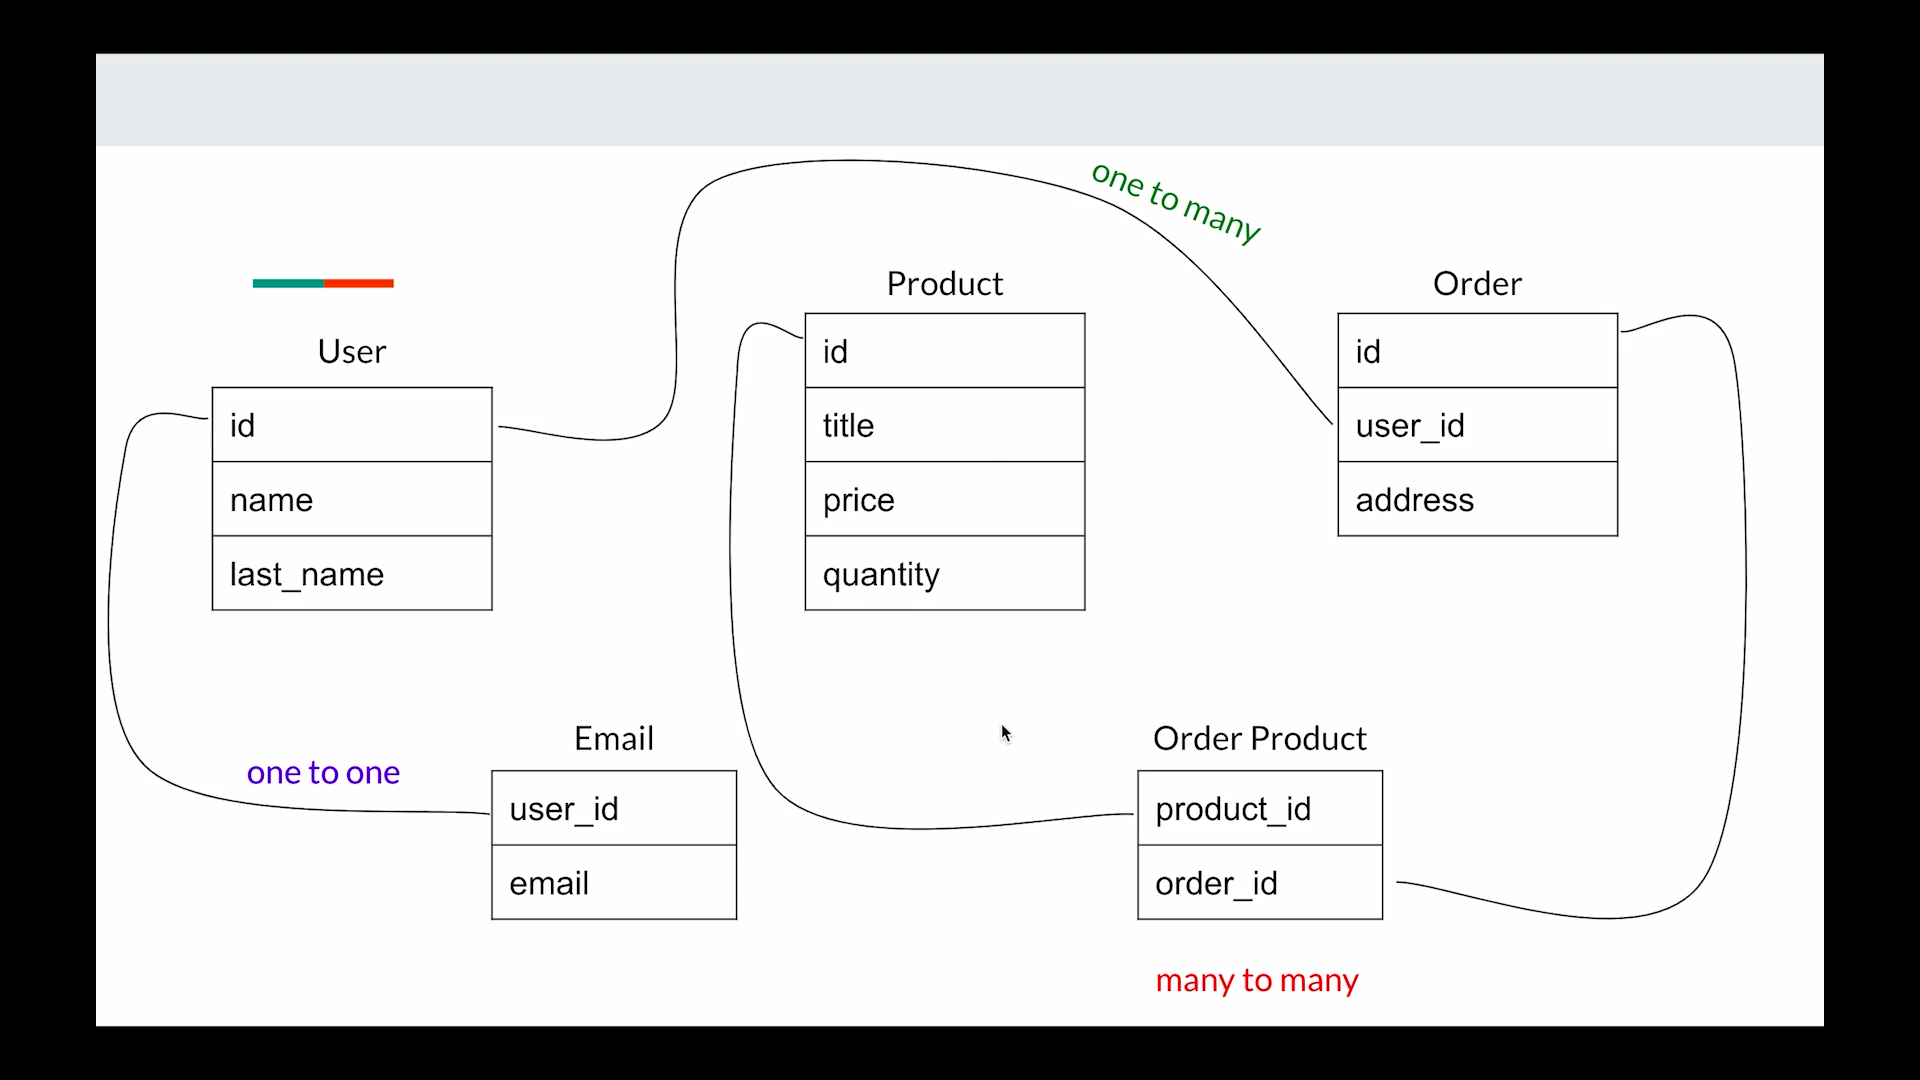 one to many
User
id
name
last_name
Product
id
title
price
quantity
Order
id
user_id
address
one to one
Email
user_id
email
Order Product
product_id
order_id
many to many